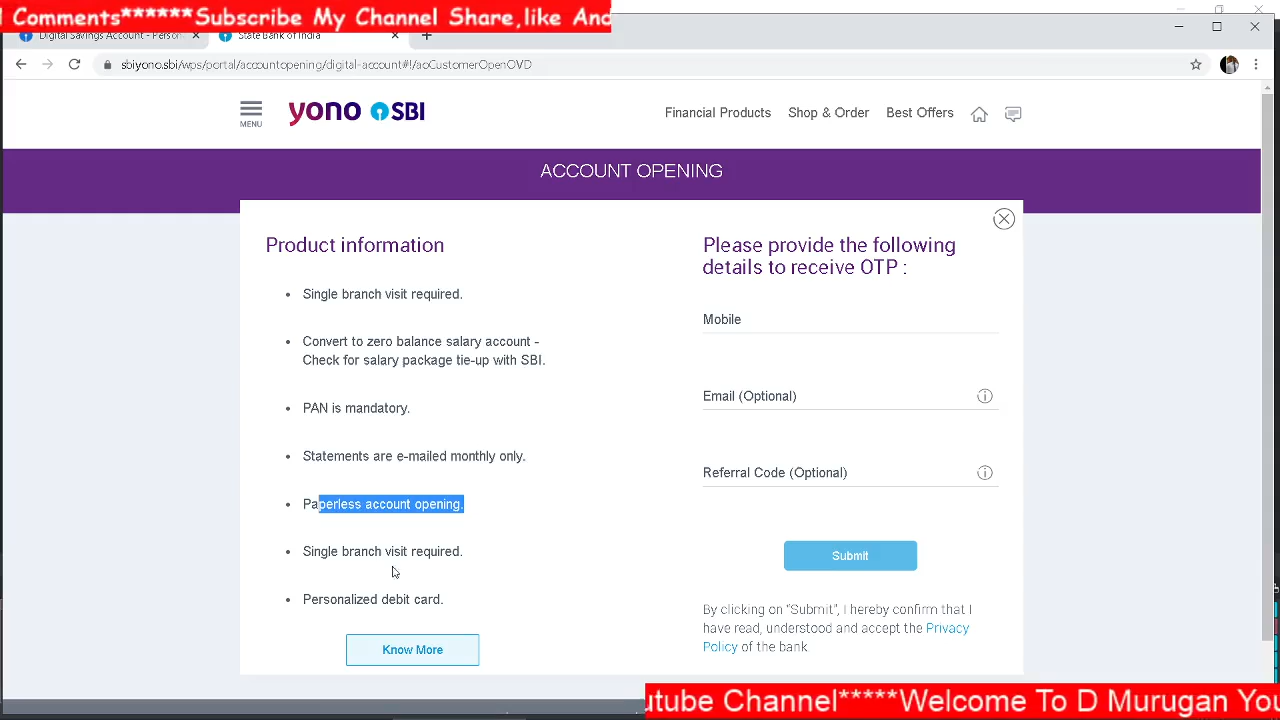 l Comments******Subscribe My Channel Share,like And
Digital Savings Account - Person
State Bank of India
sbiyono.sbi/wps/portal/accountopening/digital-account#!/aoCustomerOpenOVD
MENU
yono SBI
Financial Products
Shop & Order
Best Offers
ACCOUNT OPENING
Product information
• Single branch visit required.
• Convert to zero balance salary account -
Check for salary package tie-up with SBI.
• PAN is mandatory.
• Statements are e-mailed monthly only.
• Paperless account opening.
• Single branch visit required.
• Personalized debit card.
Know More
Please provide the following
details to receive OTP :
Mobile
Email (Optional)
Referral Code (Optional)
Submit
By clicking on “Submit”, I hereby confirm that I
have read, understood and accept the Privacy
Policy of the bank.
utube Channel*****Welcome To D Murugan You